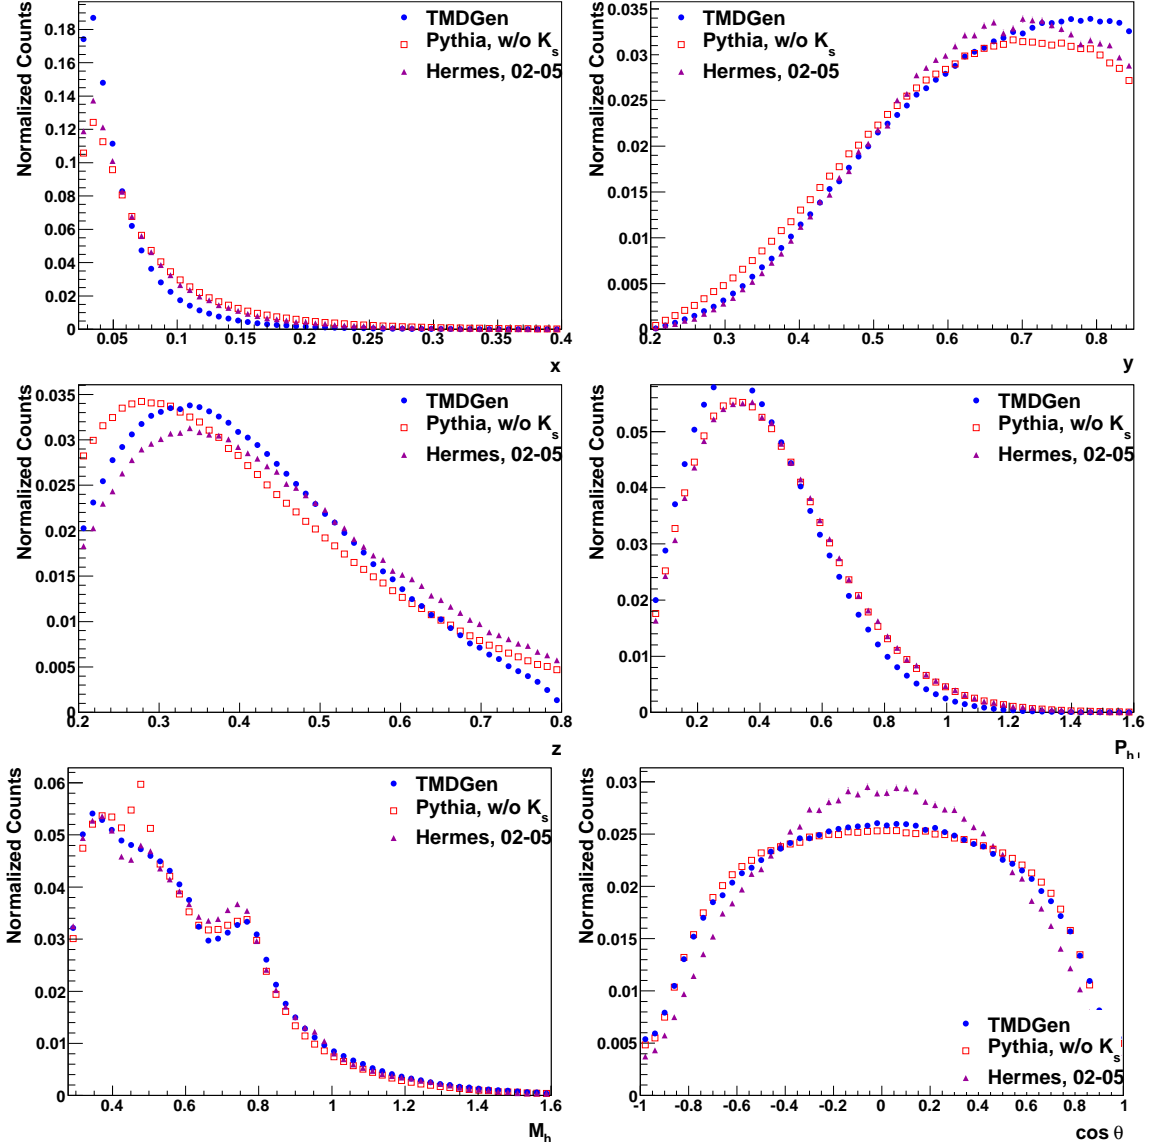 Normalized Counts
0.18
0.16
0.14
0.12
0.1
0.08
0.06
0.04
0.02
0
TMDGen
Pythia, w/o Ks
Hermes, 02-05
0.05 0.1 0.15 0.2 0.25 0.3 0.35 0.4
x
Normalized Counts
0.035
0.03
0.025
0.02
0.015
0.01
0.005
0
TMDGen
Pythia, w/o Ks
Hermes, 02-05
0.2 0.3 0.4 0.5 0.6 0.7 0.8
y
Normalized Counts
0.035
0.03
0.025
0.02
0.015
0.01
0.005
0
TMDGen
Pythia, w/o Ks
Hermes, 02-05
0.2 0.3 0.4 0.5 0.6 0.7 0.8
z
Normalized Counts
0.05
0.04
0.03
0.02
0.01
0
TMDGen
Pythia, w/o Ks
Hermes, 02-05
0.2 0.4 0.6 0.8 1 1.2 1.4 1.6
Ph⊥
Normalized Counts
0.06
0.05
0.04
0.03
0.02
0.01
0
TMDGen
Pythia, w/o Ks
Hermes, 02-05
0.4 0.6 0.8 1 1.2 1.4 1.6
Mh
Normalized Counts
0.03
0.025
0.02
0.015
0.01
0.005
0
TMDGen
Pythia, w/o Ks
Hermes, 02-05
-1 -0.8 -0.6 -0.4 -0.2 0 0.2 0.4 0.6 0.8 1
cos θ